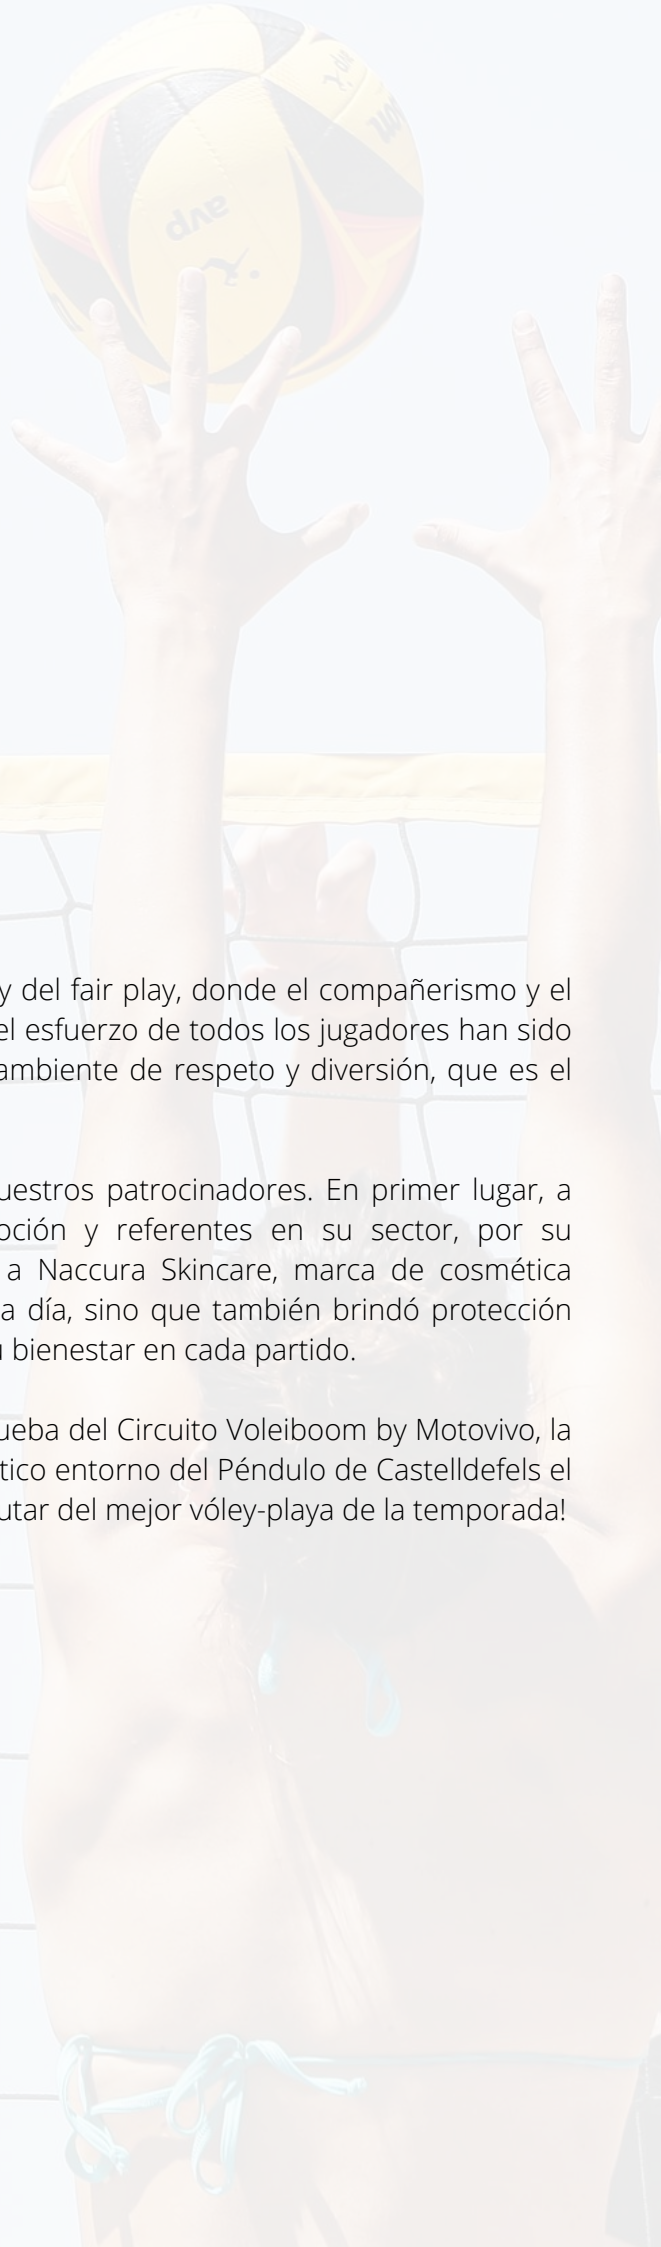 avp
y del fair play, donde el compañerismo y el
el esfuerzo de todos los jugadores han sido
ambiente de respeto y diversión, que es el
uestros patrocinadores. En primer lugar, a
oción y referentes en su sector, por su
a Naccura Skincare, marca de cosmética
a día, sino que también brindó protección
u bienestar en cada partido.
ueba del Circuito Voleiboom by Motovivo, la
tico entorno del Péndulo de Castelldefels el
utar del mejor vóley-playa de la temporada!